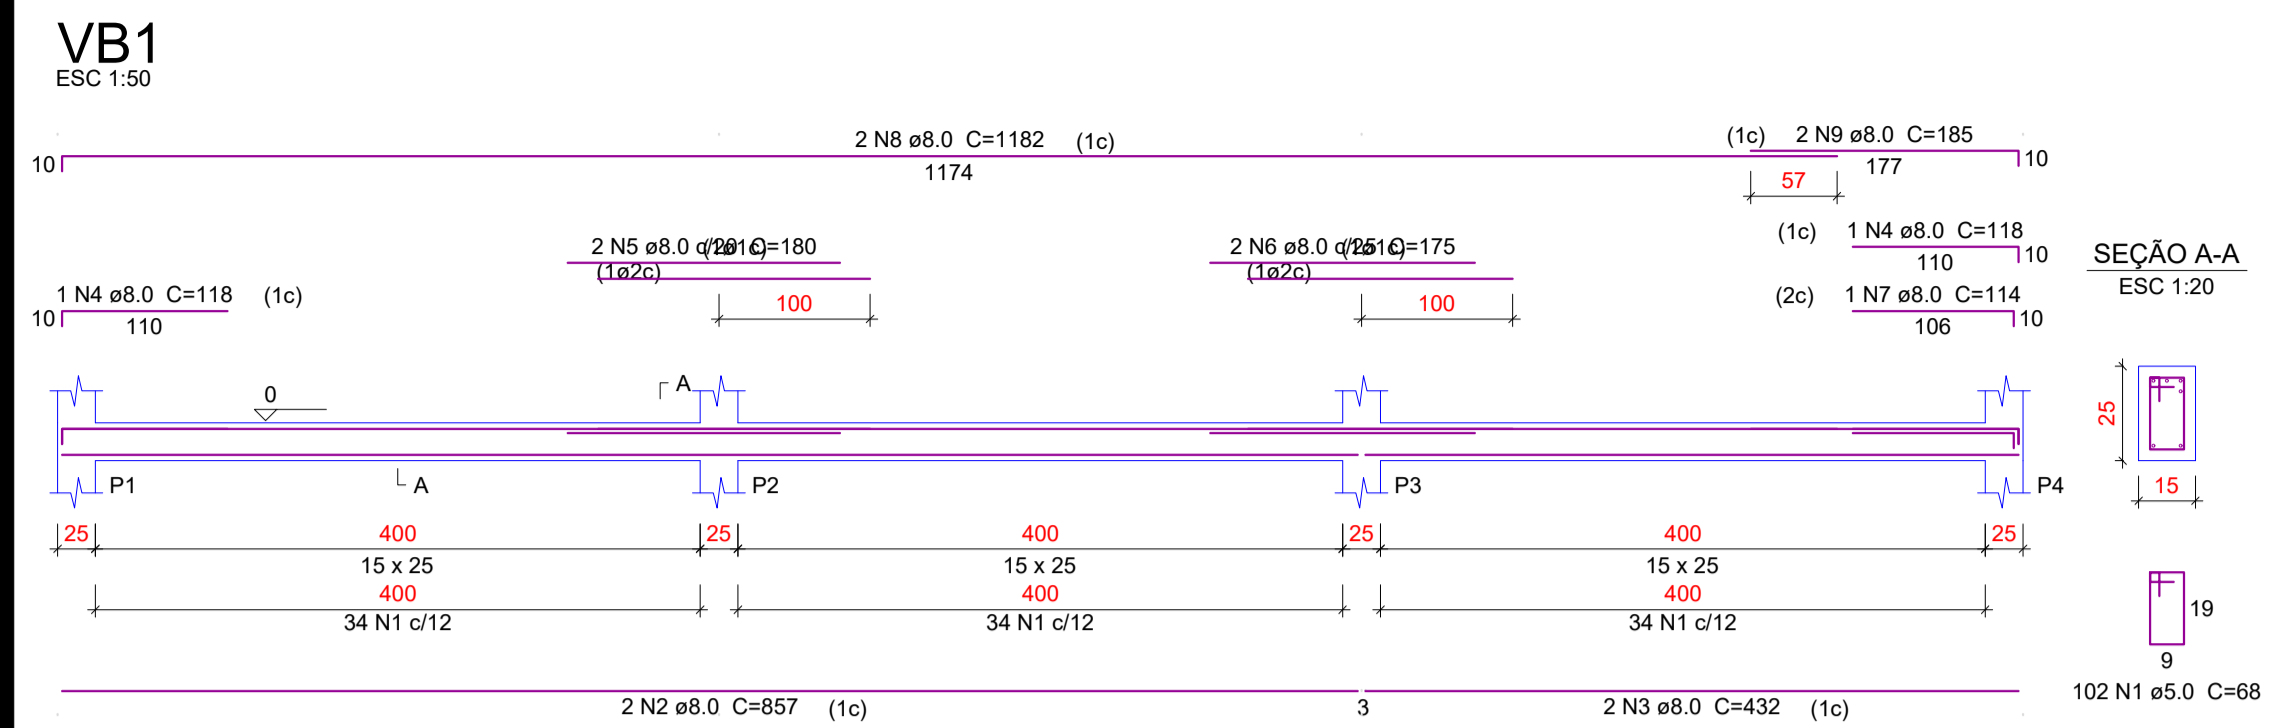 VB1
ESC 1:50
2 N8 ø8.0 C=1182 (1c)
(1c) 2 N9 ø8.0 C=185
10
1174
177
10
57
2 N5 ø8.0 c/20 C=180
(1ø1c)
(1ø2c)
100
2 N6 ø8.0 c/25 C=175
(1ø1c)
(1ø2c)
100
(1c) 1 N4 ø8.0 C=118
110
10
(2c) 1 N7 ø8.0 C=114
106
10
1 N4 ø8.0 C=118 (1c)
10
110
SEÇÃO A-A
ESC 1:20
0
A
A
P1
P2
P3
P4
25
15
25 400 25 400 25 400 25
15 x 25 15 x 25 15 x 25
400 400 400
34 N1 c/12 34 N1 c/12 34 N1 c/12
19
9
102 N1 ø5.0 C=68
2 N2 ø8.0 C=857 (1c) 3 2 N3 ø8.0 C=432 (1c)